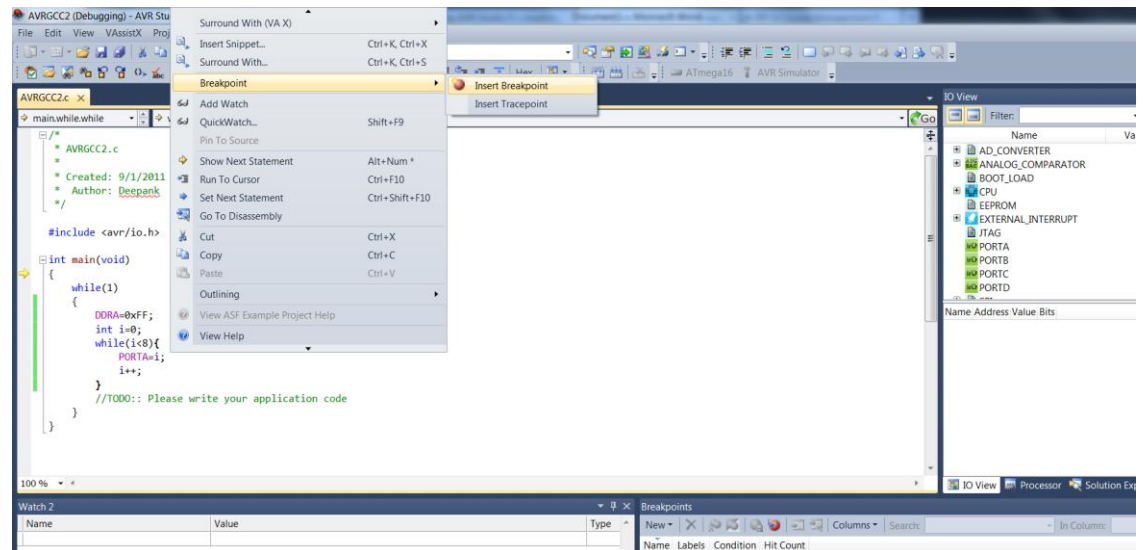 AVRGCC2 (Debugging) - AVR Stu
File Edit View VAssistX Proj
Hex
ATmega16 AVR Simulator
AVRGCC2.c
main.while.while
Go
/*
* AVRGCC2.c
*
* Created: 9/1/2011
* Author: Deepank
*/
#include <avr/io.h>
int main(void)
{
while(1)
{
DDRA=0xFF;
int i=0;
while(i<8){
PORTA=i;
i++;
}
//TODO:: Please write your application code
}
}
100 %
Surround With (VA X)
Insert Snippet... Ctrl+K, Ctrl+X
Surround With... Ctrl+K, Ctrl+S
Breakpoint
Add Watch
QuickWatch... Shift+F9
Pin To Source
Show Next Statement Alt+Num *
Run To Cursor Ctrl+F10
Set Next Statement Ctrl+Shift+F10
Go To Disassembly
Cut Ctrl+X
Copy Ctrl+C
Paste Ctrl+V
Outlining
View ASF Example Project Help
View Help
Insert Breakpoint
Insert Tracepoint
IO View
Filter:
Name Va
AD_CONVERTER
ANALOG_COMPARATOR
BOOT_LOAD
CPU
EEPROM
EXTERNAL_INTERRUPT
JTAG
PORTA
PORTB
PORTC
PORTD
Name Address Value Bits
IO View Processor Solution Exp
Watch 2
Name Value Type
Breakpoints
New Columns Search: In Column:
Name Labels Condition Hit Count